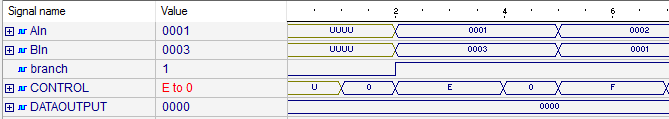 Signal name Value 2 4 6
AIn 0001 UUUU 0001 0002
BIn 0003 UUUU 0003 0001
branch 1
CONTROL E to 0 U 0 E 0 F
DATAOUTPUT 0000 0000